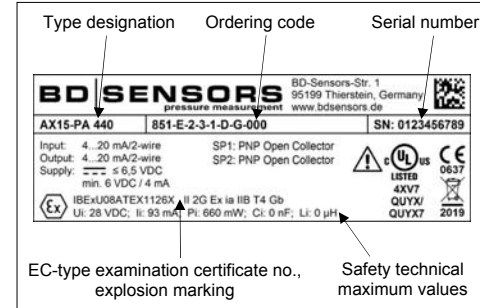 Type designation Ordering code Serial number
BD SENSORS
pressure measurement
BD-Sensors-Str. 1
95199 Thierstein, Germany
www.bdsensors.de
AX15-PA 440 851-E-2-3-1-D-G-000 SN: 0123456789
Input: 4...20 mA/2-wire SP1: PNP Open Collector
Output: 4...20 mA/2-wire SP2: PNP Open Collector
Supply: ⎓ ≤ 6,5 VDC
min. 6 VDC / 4 mA
c UL us
LISTED
4XV7
QUYX/
QUYX7
CE
0637
2019
Ex IBExU08ATEX1126X II 2G Ex ia IIB T4 Gb
Ui: 28 VDC; Ii: 93 mA; Pi: 660 mW; Ci: 0 nF; Li: 0 µH
EC-type examination certificate no.,
explosion marking
Safety technical
maximum values